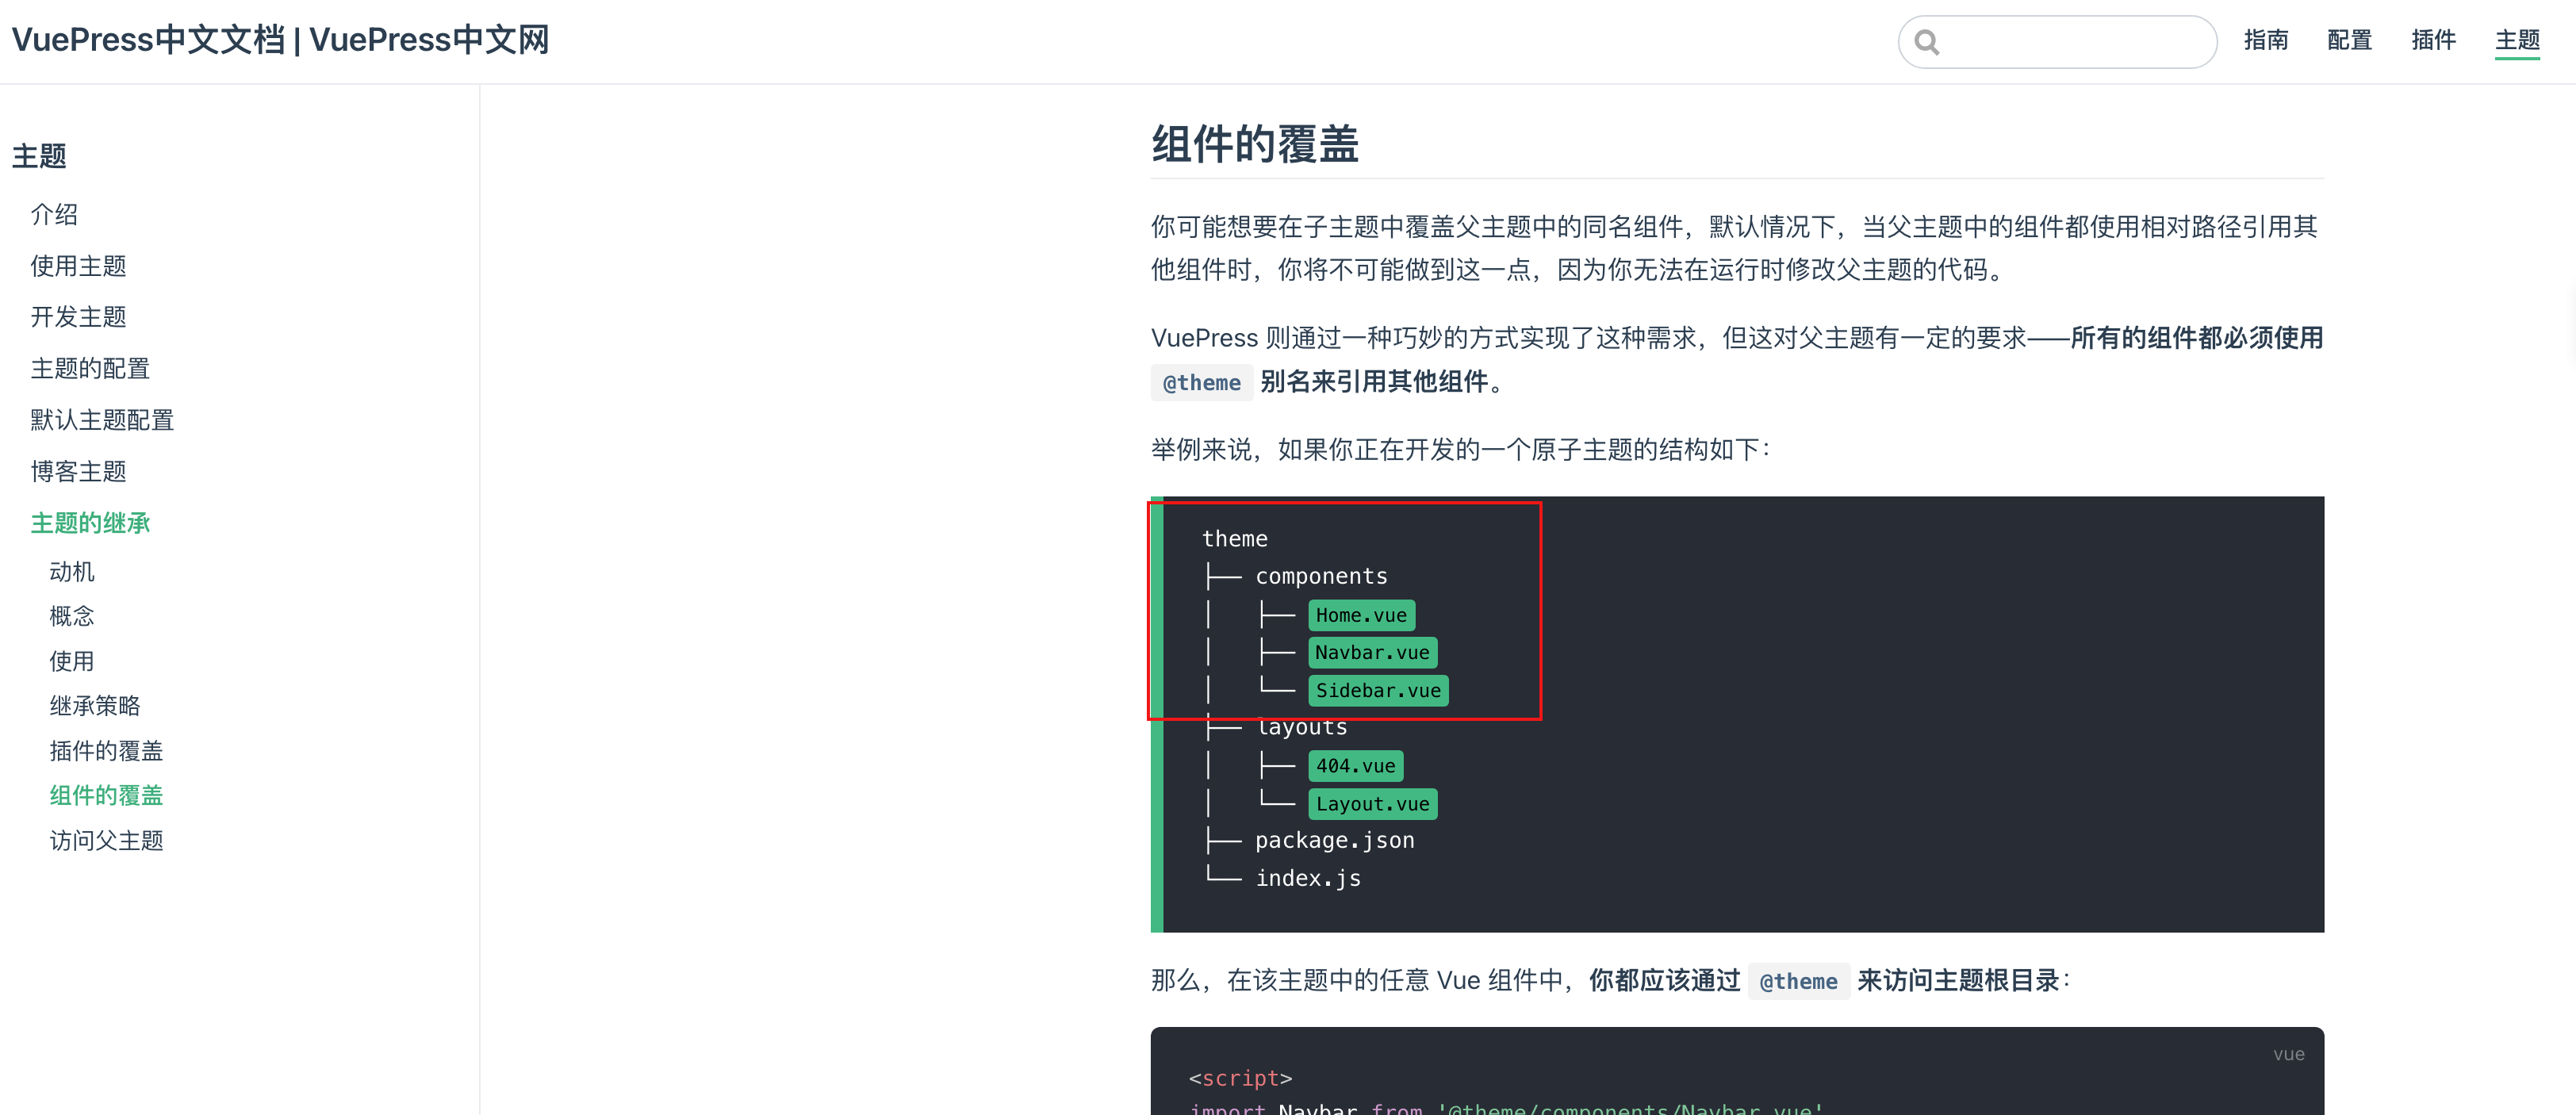 VuePress中文文档 | VuePress中文网
指南 配置 插件 主题
主题
介绍
使用主题
开发主题
主题的配置
默认主题配置
博客主题
主题的继承
动机
概念
使用
继承策略
插件的覆盖
组件的覆盖
访问父主题
组件的覆盖
你可能想要在子主题中覆盖父主题中的同名组件，默认情况下，当父主题中的组件都使用相对路径引用其
他组件时，你将不可能做到这一点，因为你无法在运行时修改父主题的代码。
VuePress 则通过一种巧妙的方式实现了这种需求，但这对父主题有一定的要求——所有的组件都必须使用
@theme 别名来引用其他组件。
举例来说，如果你正在开发的一个原子主题的结构如下：
theme
├── components
│   ├── Home.vue
│   ├── Navbar.vue
│   └── Sidebar.vue
├── layouts
│   ├── 404.vue
│   └── Layout.vue
├── package.json
└── index.js
那么，在该主题中的任意 Vue 组件中，你都应该通过 @theme 来访问主题根目录：
vue
<script>
import Navbar from '@theme/components/Navbar.vue'